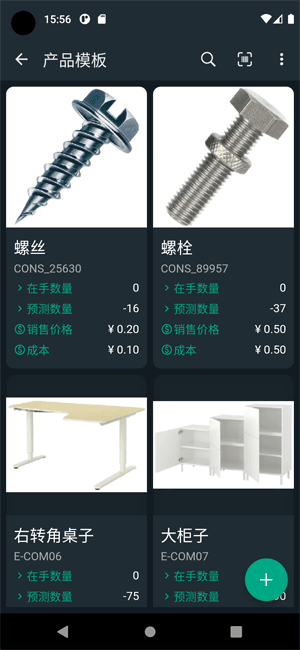 15:56
产品模板
螺丝
CONS_25630
在手数量 0
预测数量 -16
销售价格 ¥ 0.20
成本 ¥ 0.10
螺栓
CONS_89957
在手数量 0
预测数量 -37
销售价格 ¥ 0.50
成本 ¥ 0.50
右转角桌子
E-COM06
在手数量 0
预测数量 -75
大柜子
E-COM07
在手数量
预测数量